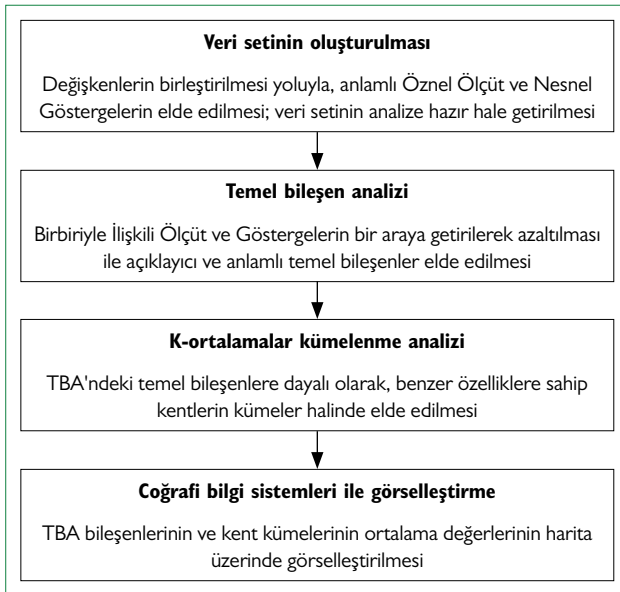 Veri setinin oluşturulması
Değişkenlerin birleştirilmesi yoluyla, anlamlı Öznel Ölçüt ve Nesnel
Göstergelerin elde edilmesi; veri setinin analize hazır hale getirilmesi
Temel bileşen analizi
Birbiriyle İlişkili Ölçüt ve Göstergelerin bir araya getirilerek azaltılması
ile açıklayıcı ve anlamlı temel bileşenler elde edilmesi
K-ortalamalar kümelenme analizi
TBA'ndeki temel bileşenlere dayalı olarak, benzer özelliklere sahip
kentlerin kümeler halinde elde edilmesi
Coğrafi bilgi sistemleri ile görselleştirme
TBA bileşenlerinin ve kent kümelerinin ortalama değerlerinin harita
üzerinde görselleştirilmesi